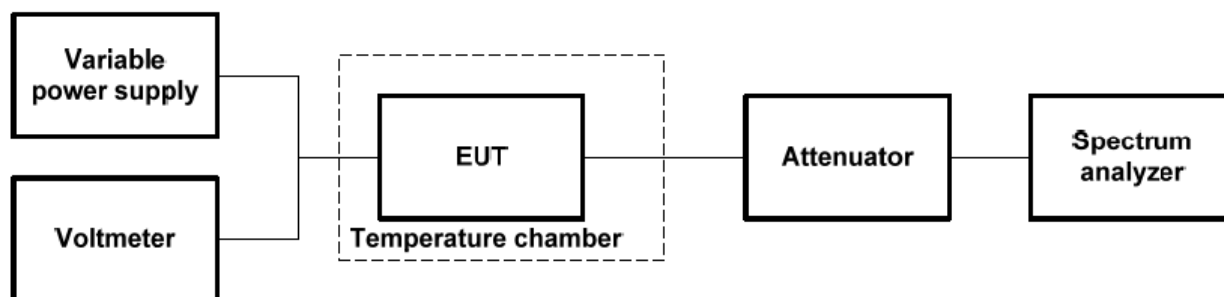 Variable
power supply
EUT
Attenuator
Spectrum
analyzer
Voltmeter
Temperature chamber